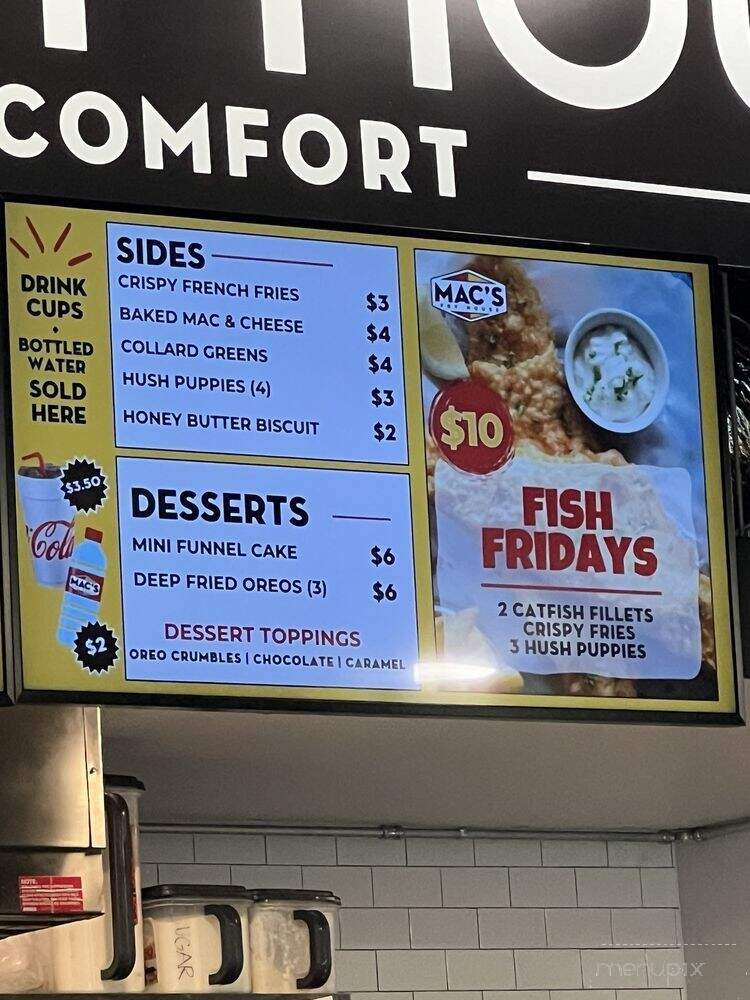 COMFORT
DRINK
CUPS
•
BOTTLED
WATER
SOLD
HERE
$3.50
MAC'S
$2
SIDES
CRISPY FRENCH FRIES $3
BAKED MAC & CHEESE $4
COLLARD GREENS $4
HUSH PUPPIES (4) $3
HONEY BUTTER BISCUIT $2
DESSERTS
MINI FUNNEL CAKE $6
DEEP FRIED OREOS (3) $6
DESSERT TOPPINGS
OREO CRUMBLES | CHOCOLATE | CARAMEL
MAC'S
FRY HOUSE
$10
FISH
FRIDAYS
2 CATFISH FILLETS
CRISPY FRIES
3 HUSH PUPPIES
menupix